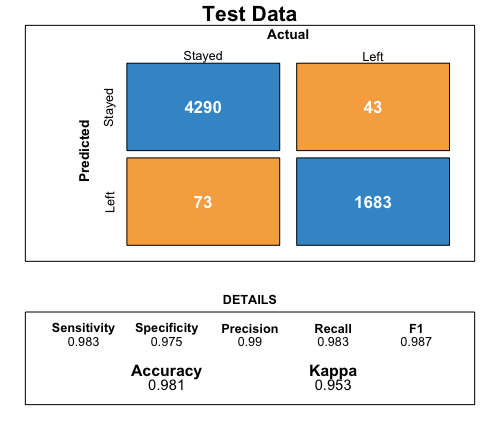 Test Data
Actual
Stayed Left
Predicted
Stayed
4290 43
Left
73 1683
DETAILS
Sensitivity Specificity Precision Recall F1
0.983 0.975 0.99 0.983 0.987
Accuracy Kappa
0.981 0.953